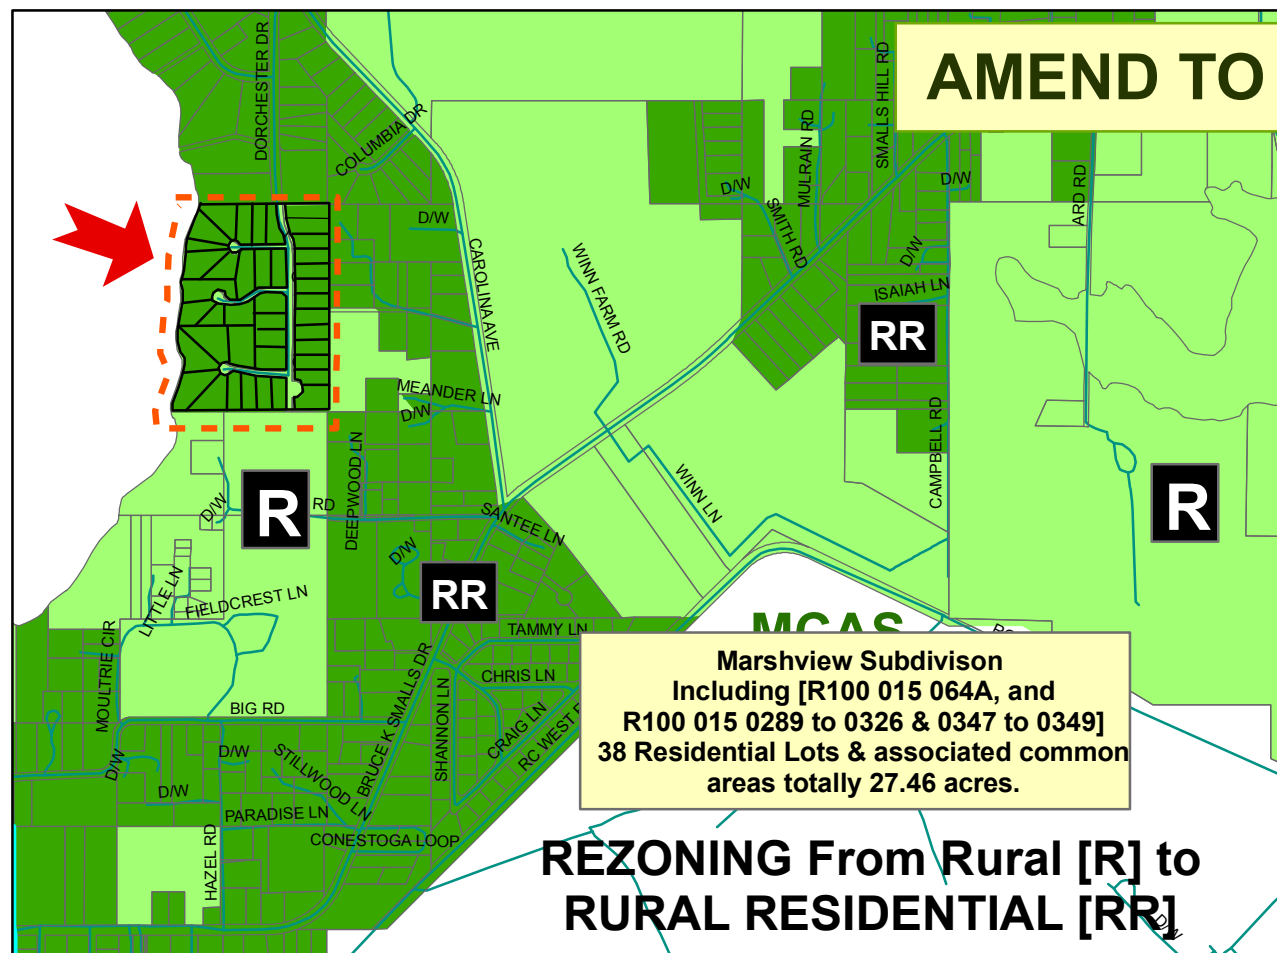 AMEND TO
DORCHESTER DR
COLUMBIA DR
SMALLS HILL RD
MULRAIN RD
D/W
D/W
ARD RD
SMITH RD
D/W
D/W
CAROLINA AVE
WINN FARM RD
ISAIAH LN
RR
MEANDER LN
D/W
DEEPWOOD LN
CAMPBELL RD
WINN LN
R
RD
D/W
SANTEE LN
R
D/W
LITTLE LN
FIELDCREST LN
RR
MOULTRIE CIR
TAMMY LN
MCAS
BRUCE K SMALLS DR
CHRIS LN
SHANNON LN
CRAIG LN
RC WEST
BIG RD
D/W
D/W
STILLWOOD LN
D/W
PARADISE LN
CONESTOGA LOOP
HAZEL RD
Marshview Subdivison
Including [R100 015 064A, and
R100 015 0289 to 0326 & 0347 to 0349]
38 Residential Lots & associated common
areas totally 27.46 acres.
REZONING From Rural [R] to
RURAL RESIDENTIAL [RR]
D/W